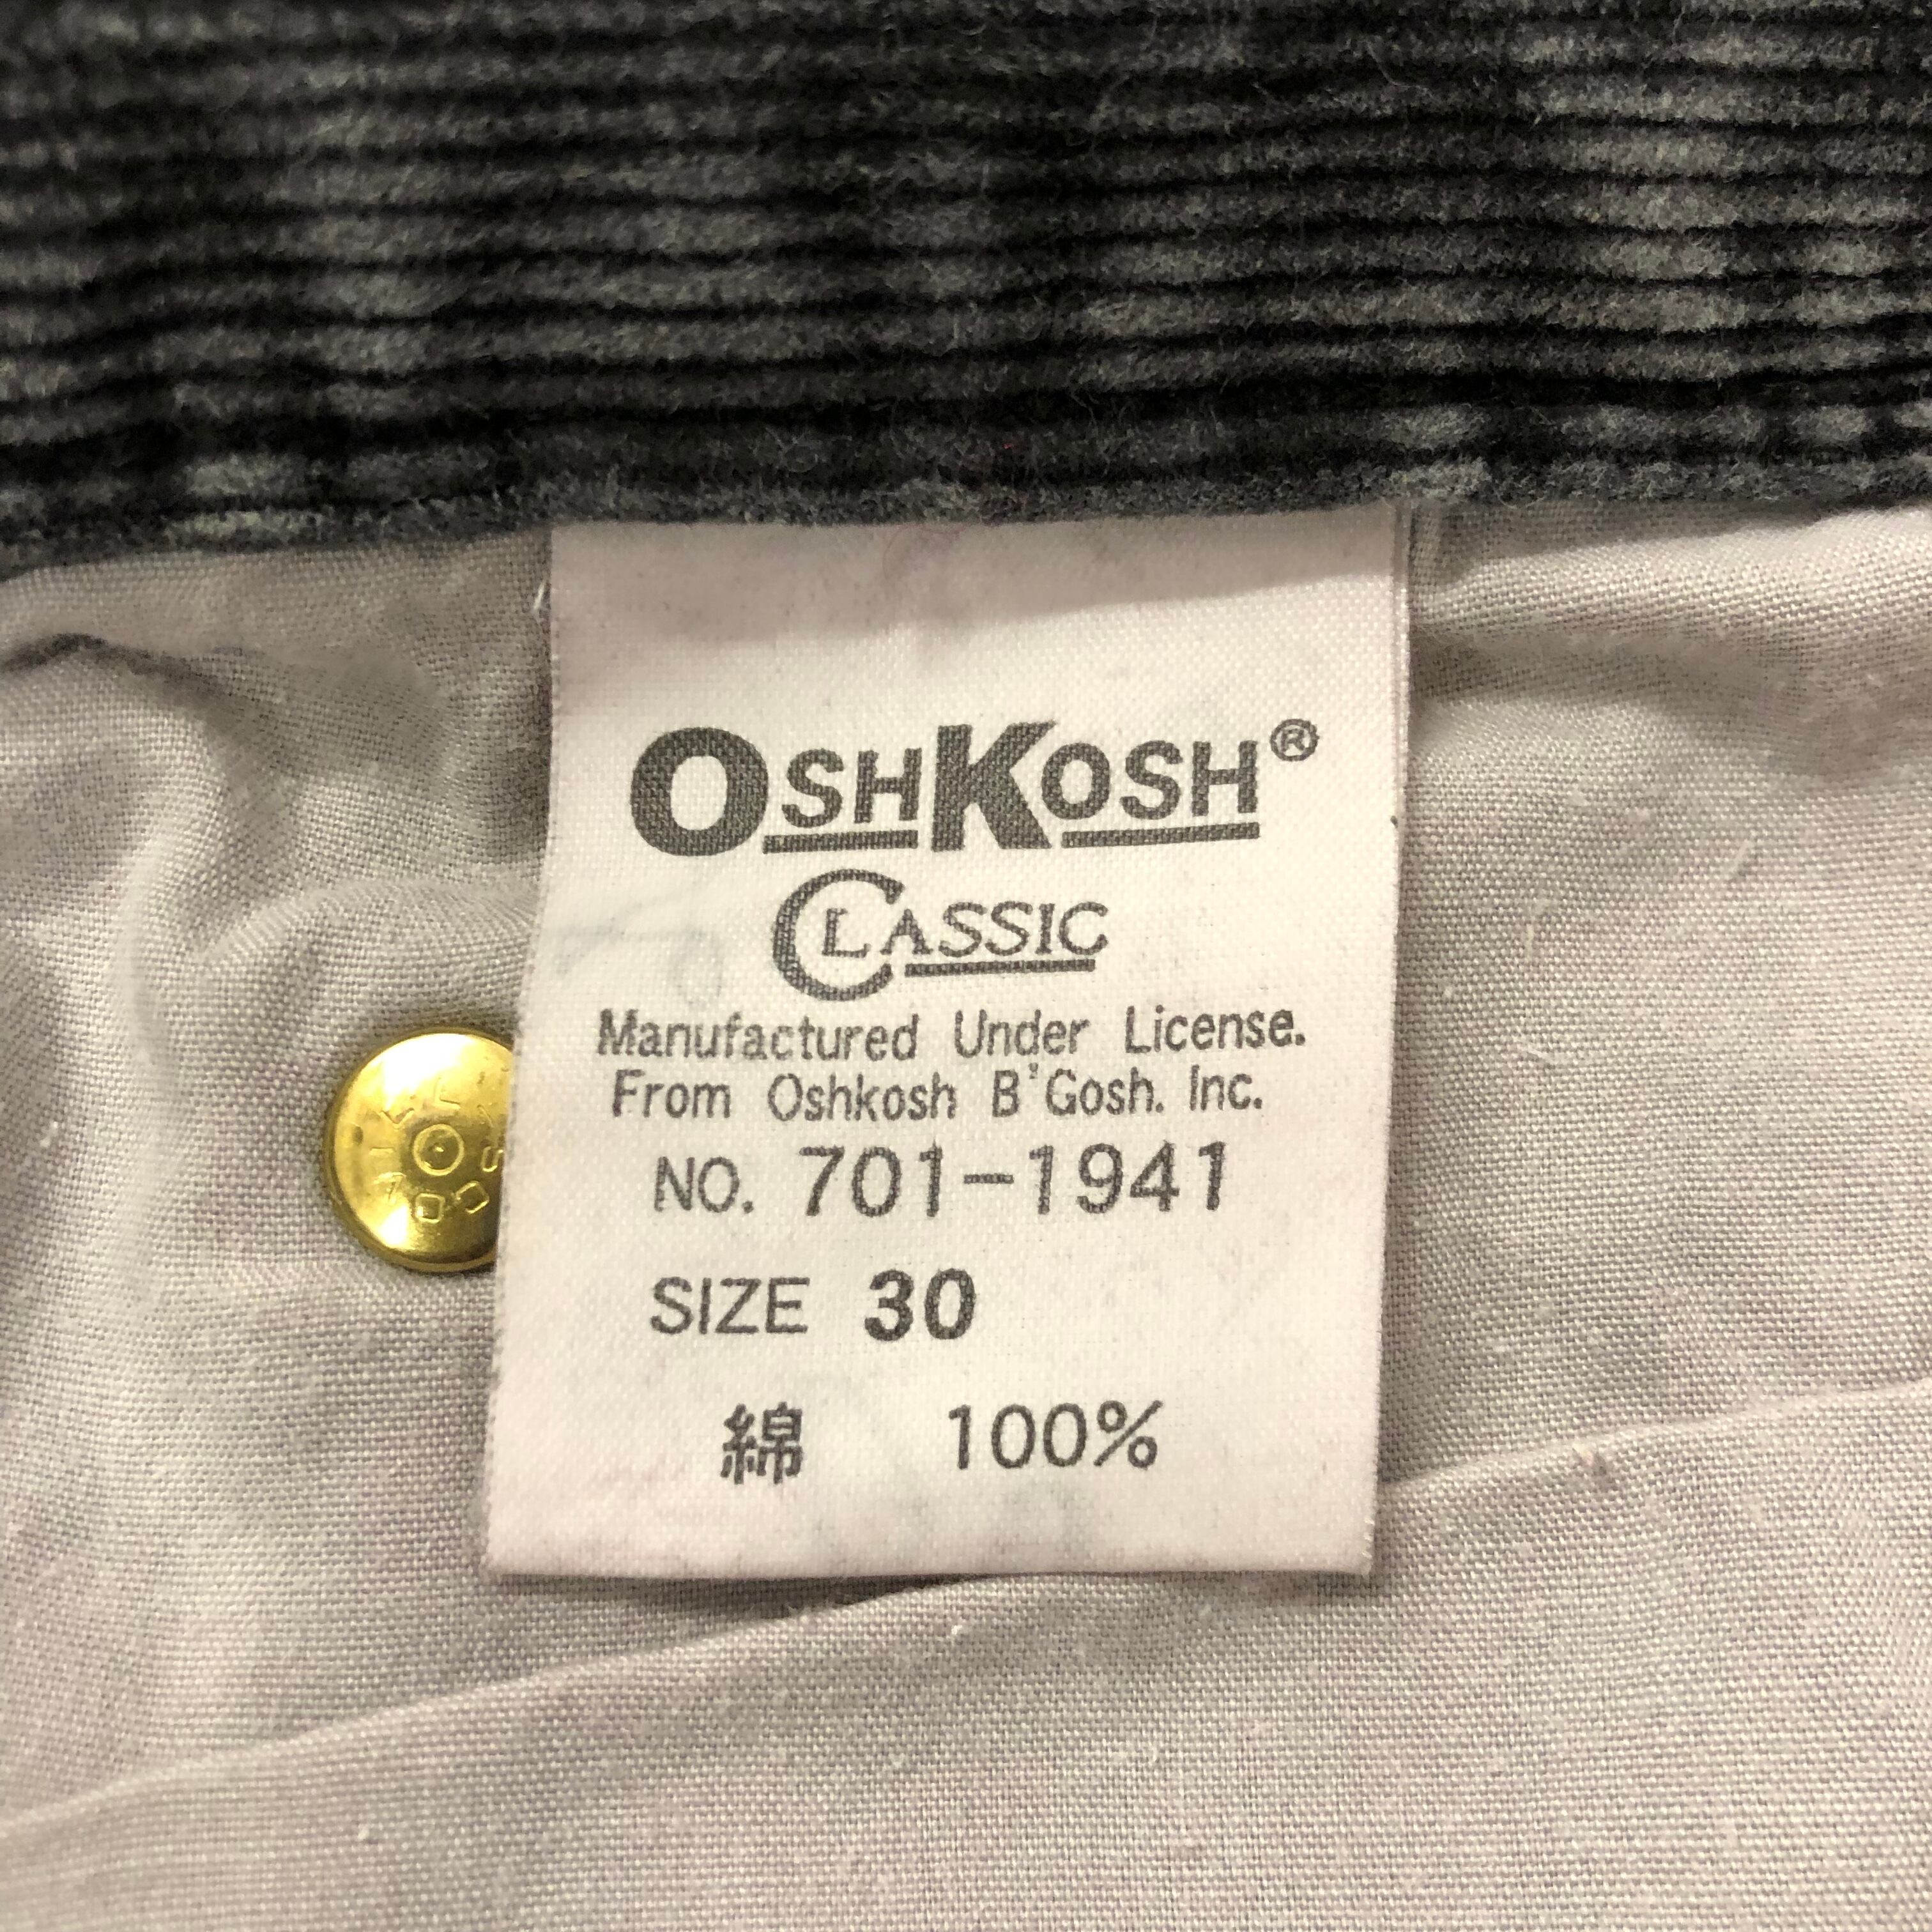 OSHKOSH®
CLASSIC
Manufactured Under License.
From Oshkosh B'Gosh. Inc.
NO. 701-1941
SIZE 30
綿 100%